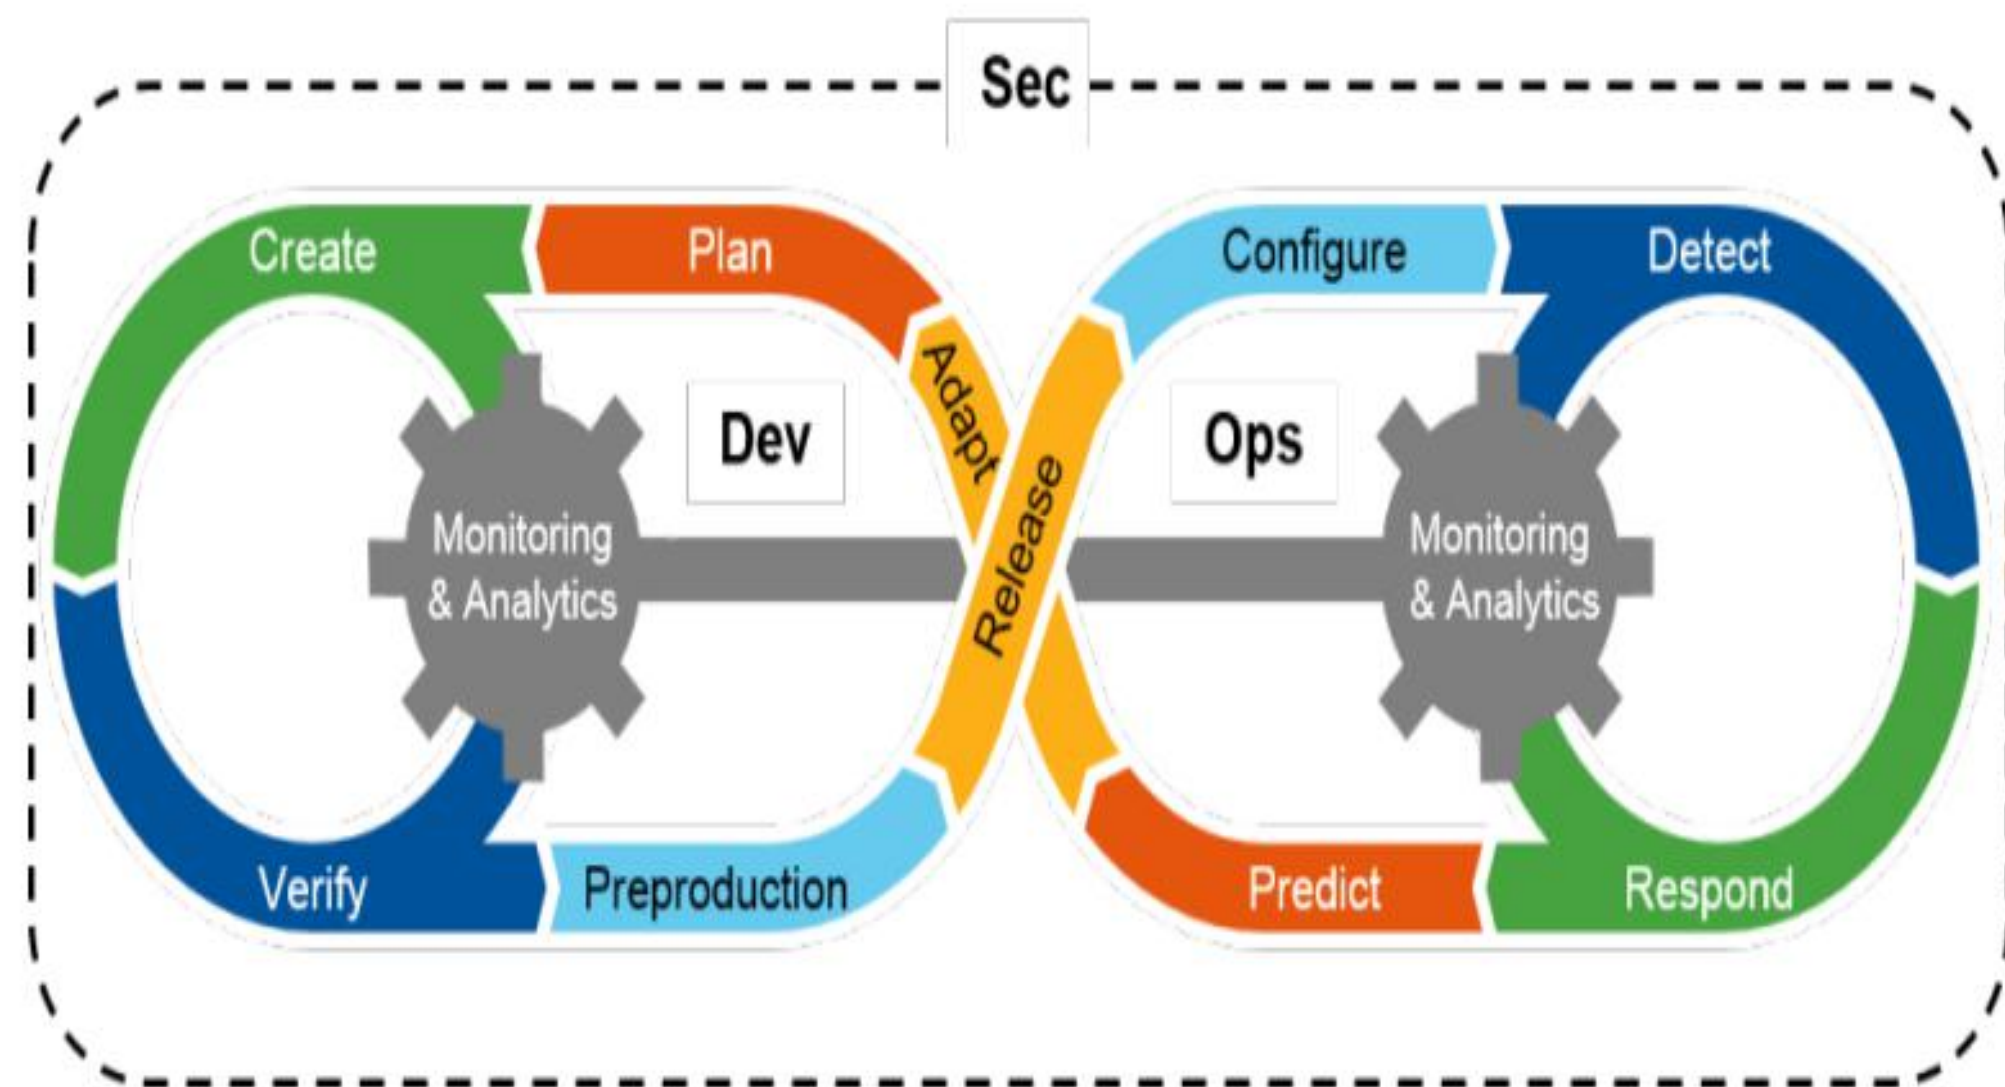 Sec
Create
Plan
Configure
Detect
Adapt
Dev
Ops
Release
Monitoring
& Analytics
Monitoring
& Analytics
Verify
Preproduction
Predict
Respond